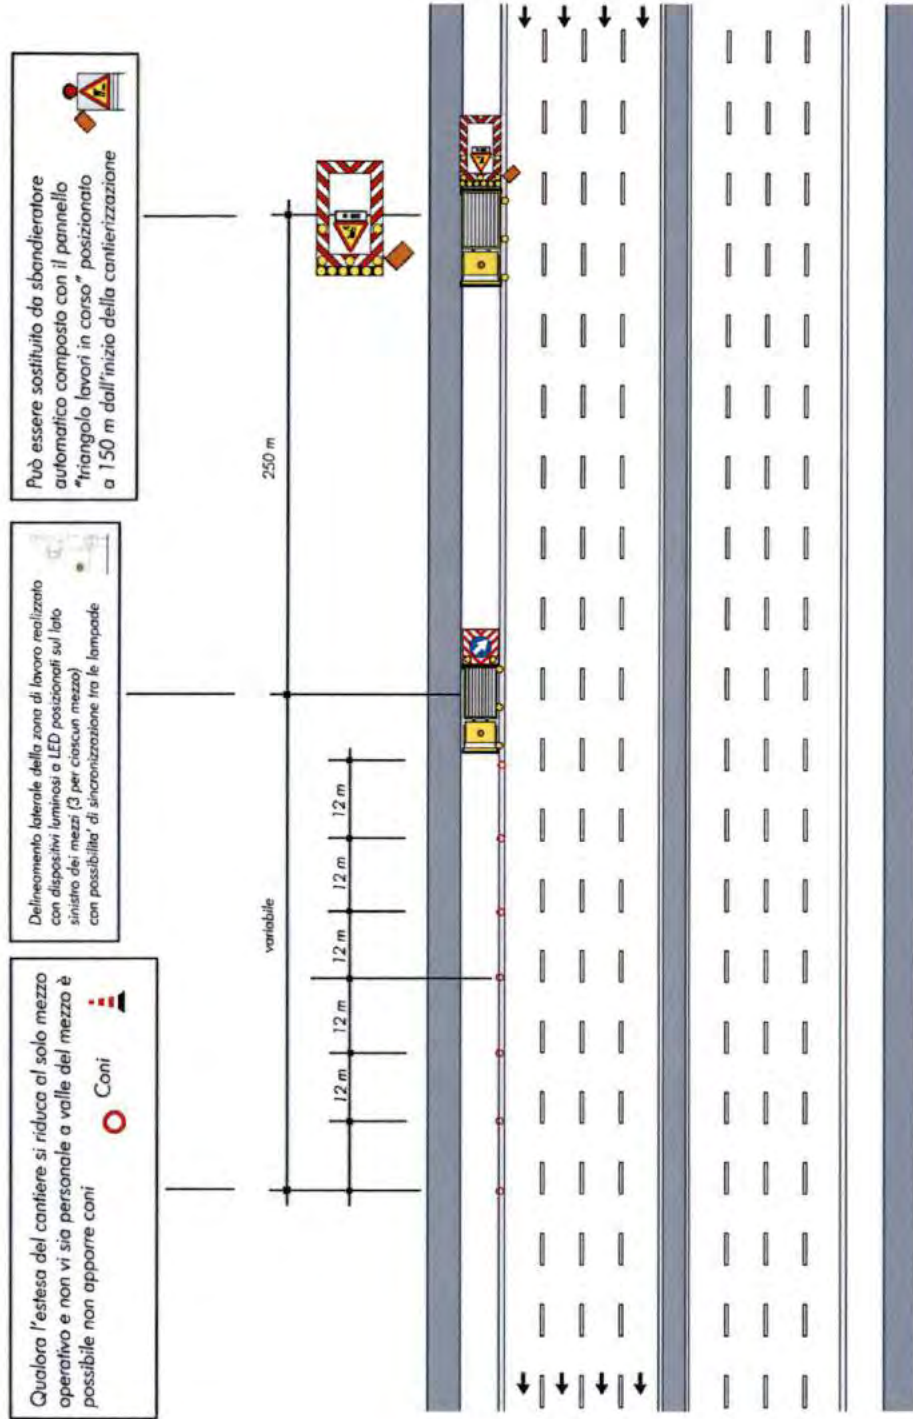 Qualora l'estesa del cantiere si riduca al solo mezzo
operativo e non vi sia personale a valle del mezzo è
possibile non apporre coni
Coni
Delineamento laterale della zona di lavoro realizzato
con dispositivi luminosi a LED posizionati sul lato
sinistro dei mezzi (3 per ciascun mezzo)
con possibilita' di sincronizzazione tra le lampade
Può essere sostituito da sbandieratore
automatico composto con il pannello
"triangolo lavori in corso" posizionato
a 150 m dall'inizio della cantierizzazione
variabile
250 m
12 m
12 m
12 m
12 m
12 m